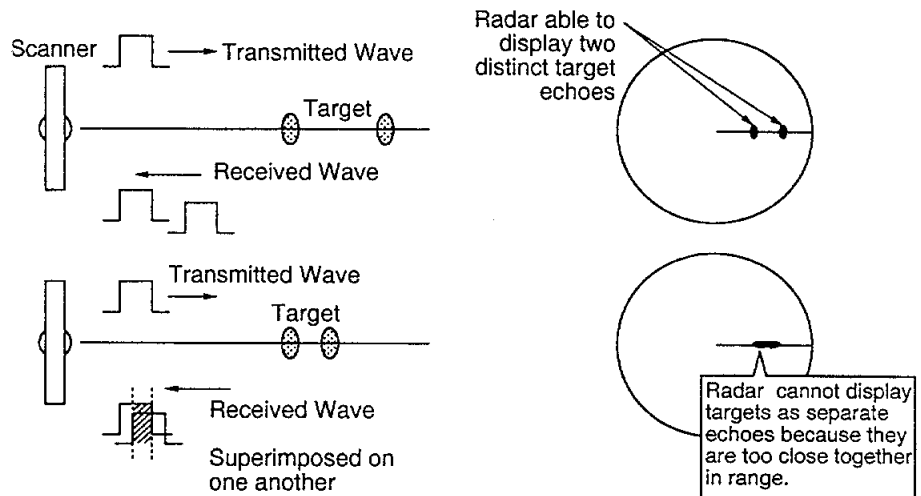 Scanner
Transmitted Wave
Target
Received Wave
Radar able to
display two
distinct target
echoes
Transmitted Wave
Target
Received Wave
Superimposed on
one another
Radar cannot display
targets as separate
echoes because they
are too close together
in range.